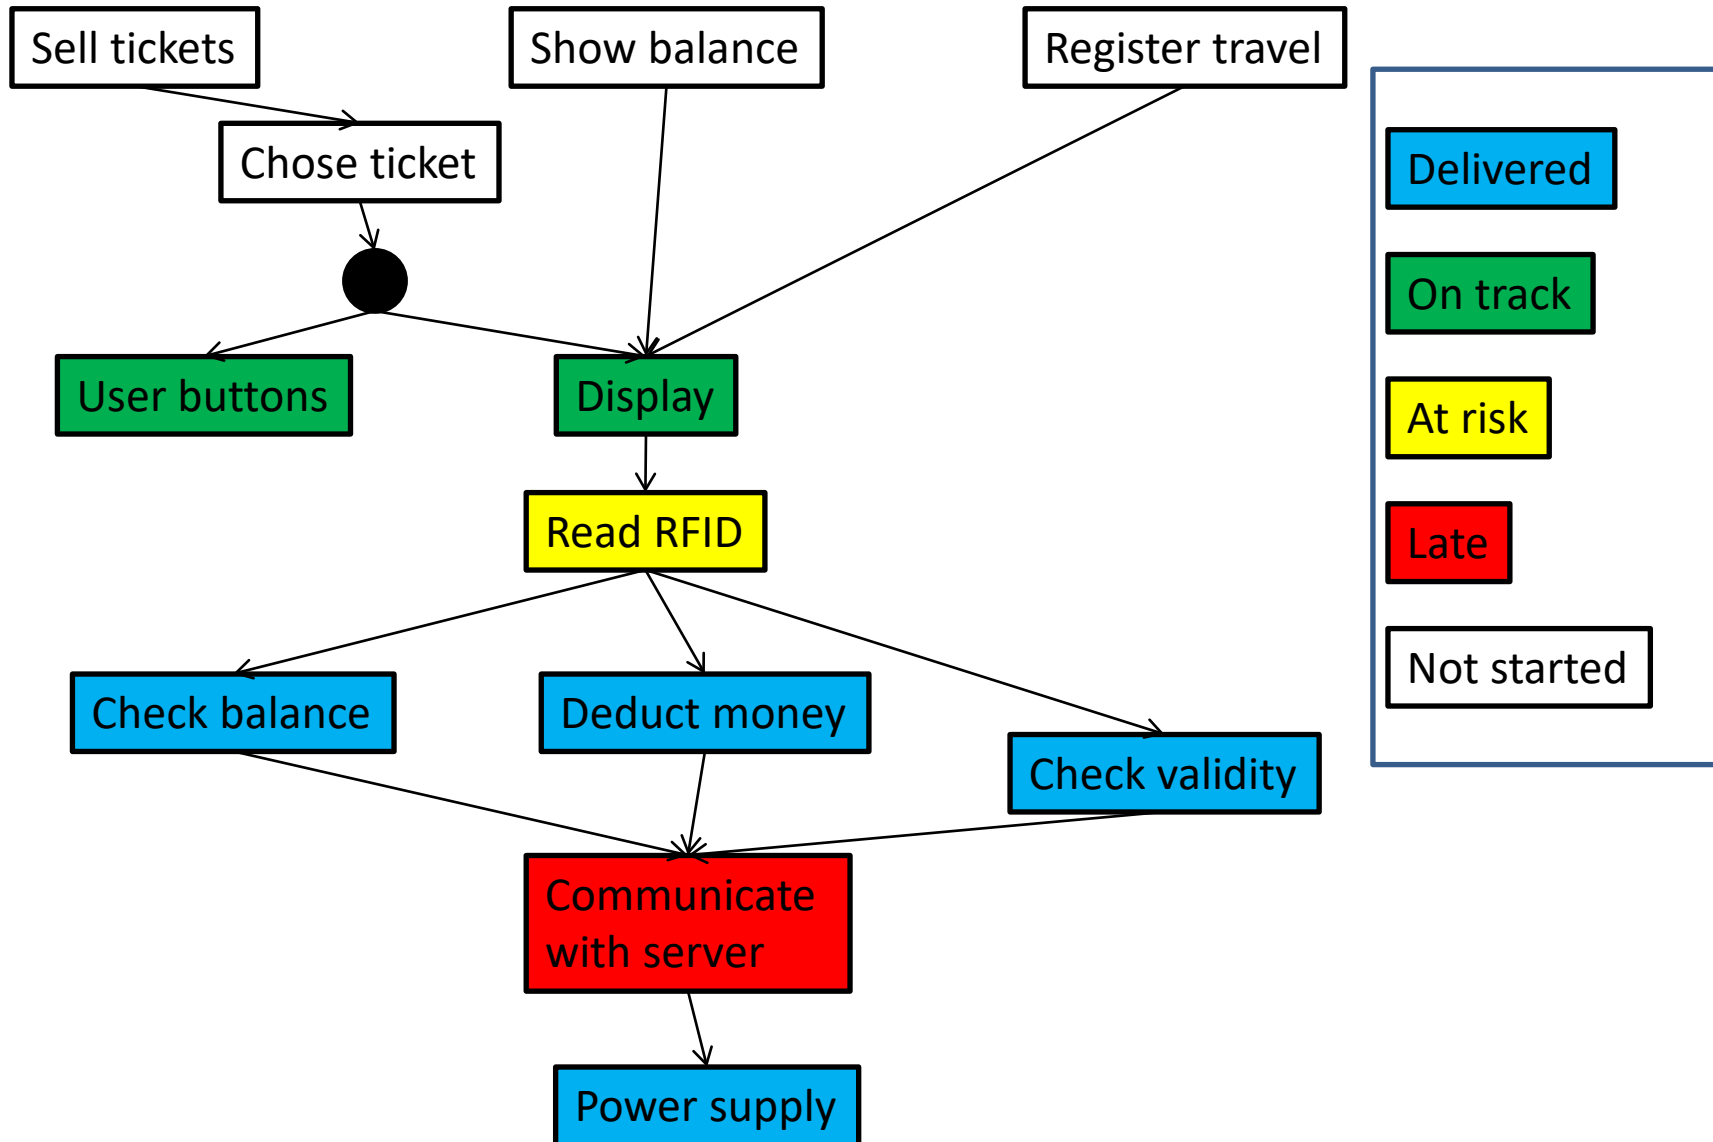 Sell tickets
Show balance
Register travel
Chose ticket
Delivered
On track
User buttons
Display
At risk
Read RFID
Late
Not started
Check balance
Deduct money
Check validity
Communicate
with server
Power supply